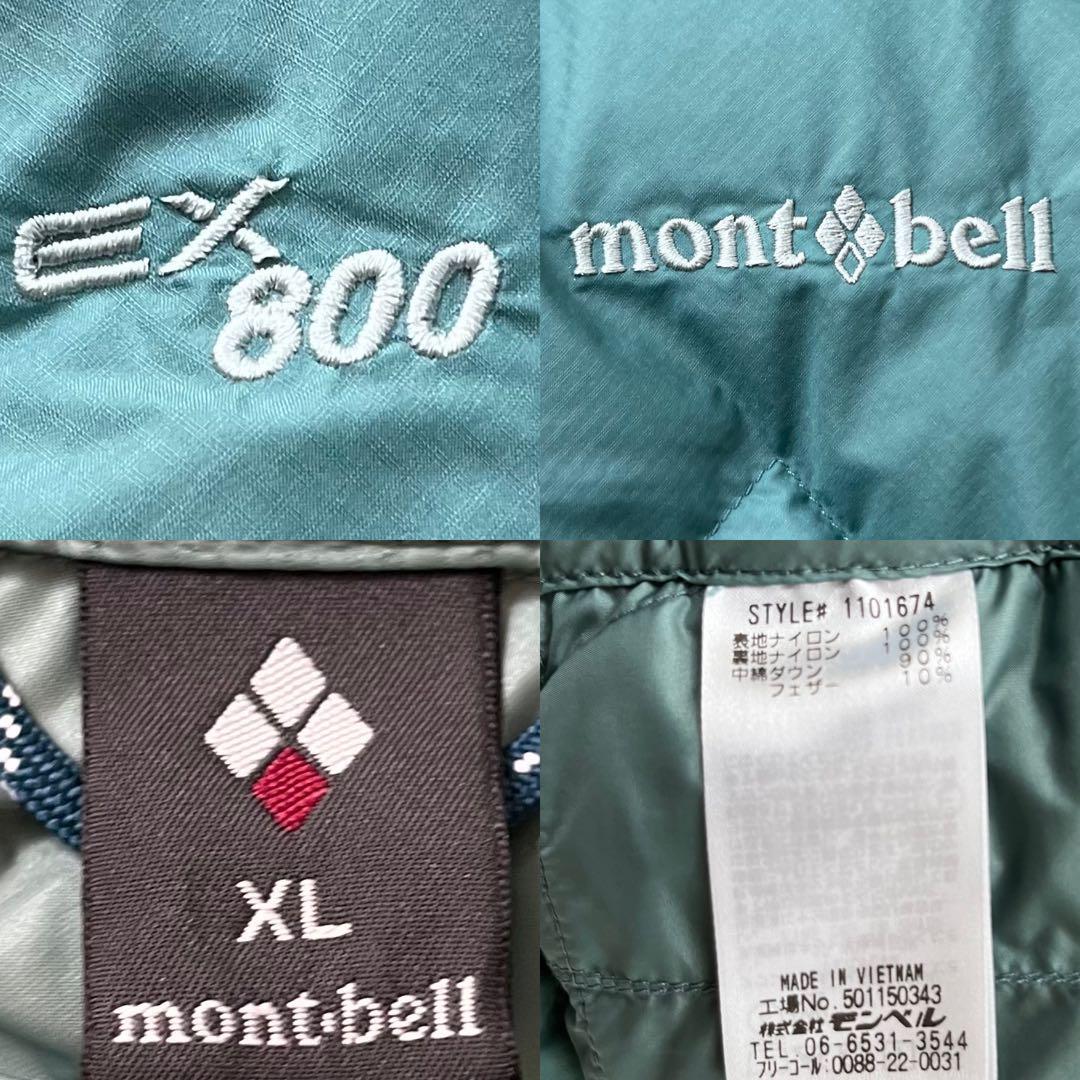 EX
800
mont bell
XL
mont-bell
STYLE# 1101674
表地ナイロン 100%
裏地ナイロン 100%
中綿ダウン 90%
フェザー 10%
MADE IN VIETNAM
工場No. 501150343
株式会社 モンベル
TEL 06-6531-3544
フリーコール:0088-22-0031